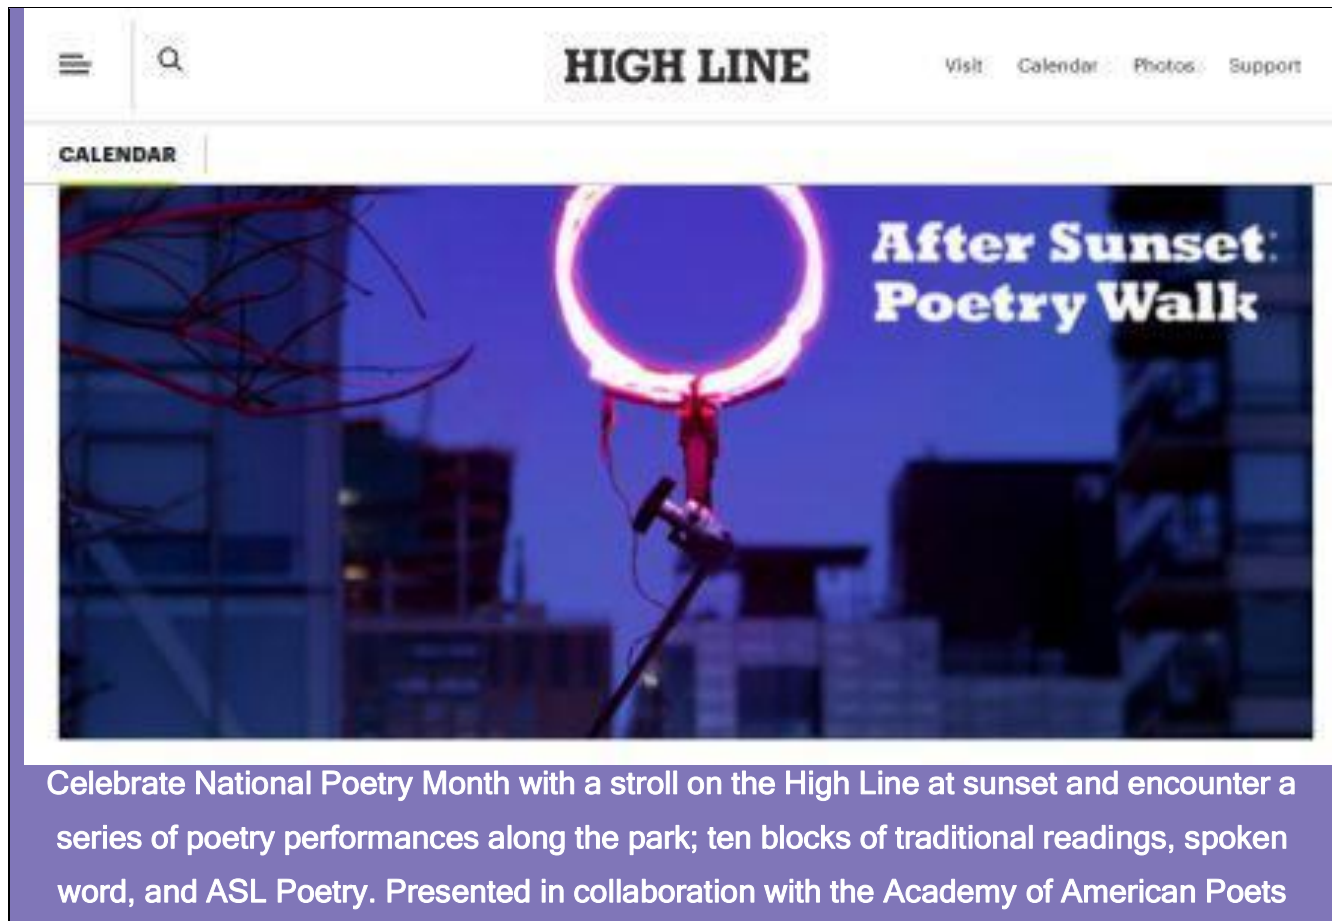 HIGH LINE
Visit Calendar Photos Support
CALENDAR
After Sunset:
Poetry Walk
Celebrate National Poetry Month with a stroll on the High Line at sunset and encounter a
series of poetry performances along the park; ten blocks of traditional readings, spoken
word, and ASL Poetry. Presented in collaboration with the Academy of American Poets